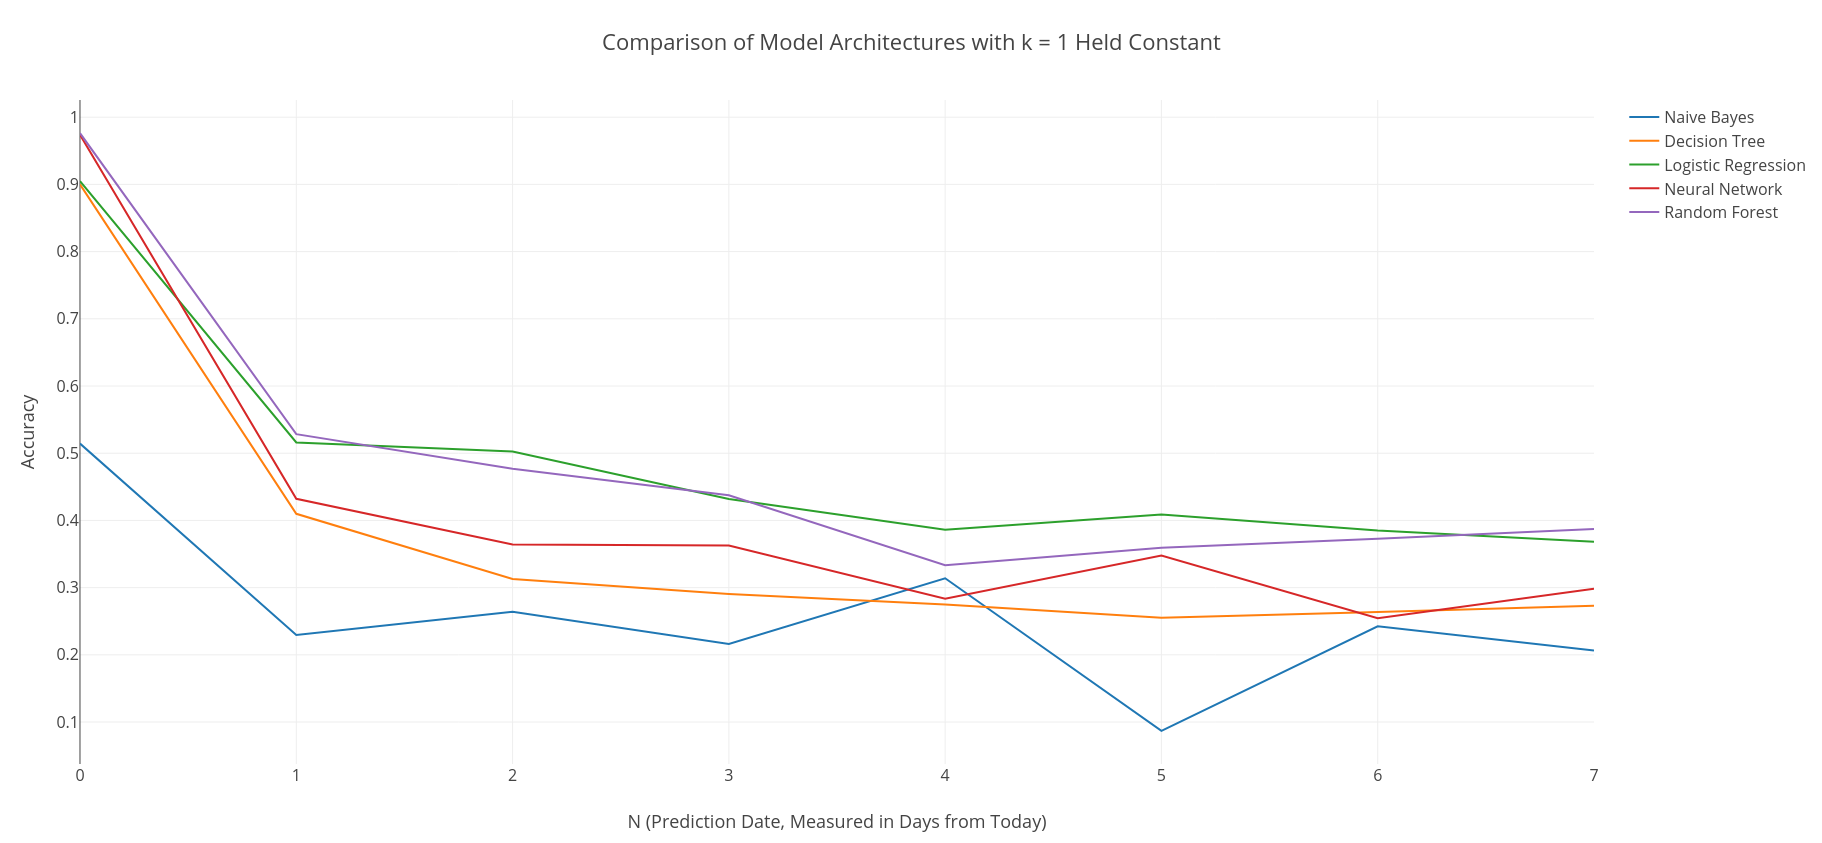 Comparison of Model Architectures with k = 1 Held Constant
Naive Bayes
Decision Tree
Logistic Regression
Neural Network
Random Forest
Accuracy
1
0.9
0.8
0.7
0.6
0.5
0.4
0.3
0.2
0.1
0 1 2 3 4 5 6 7
N (Prediction Date, Measured in Days from Today)